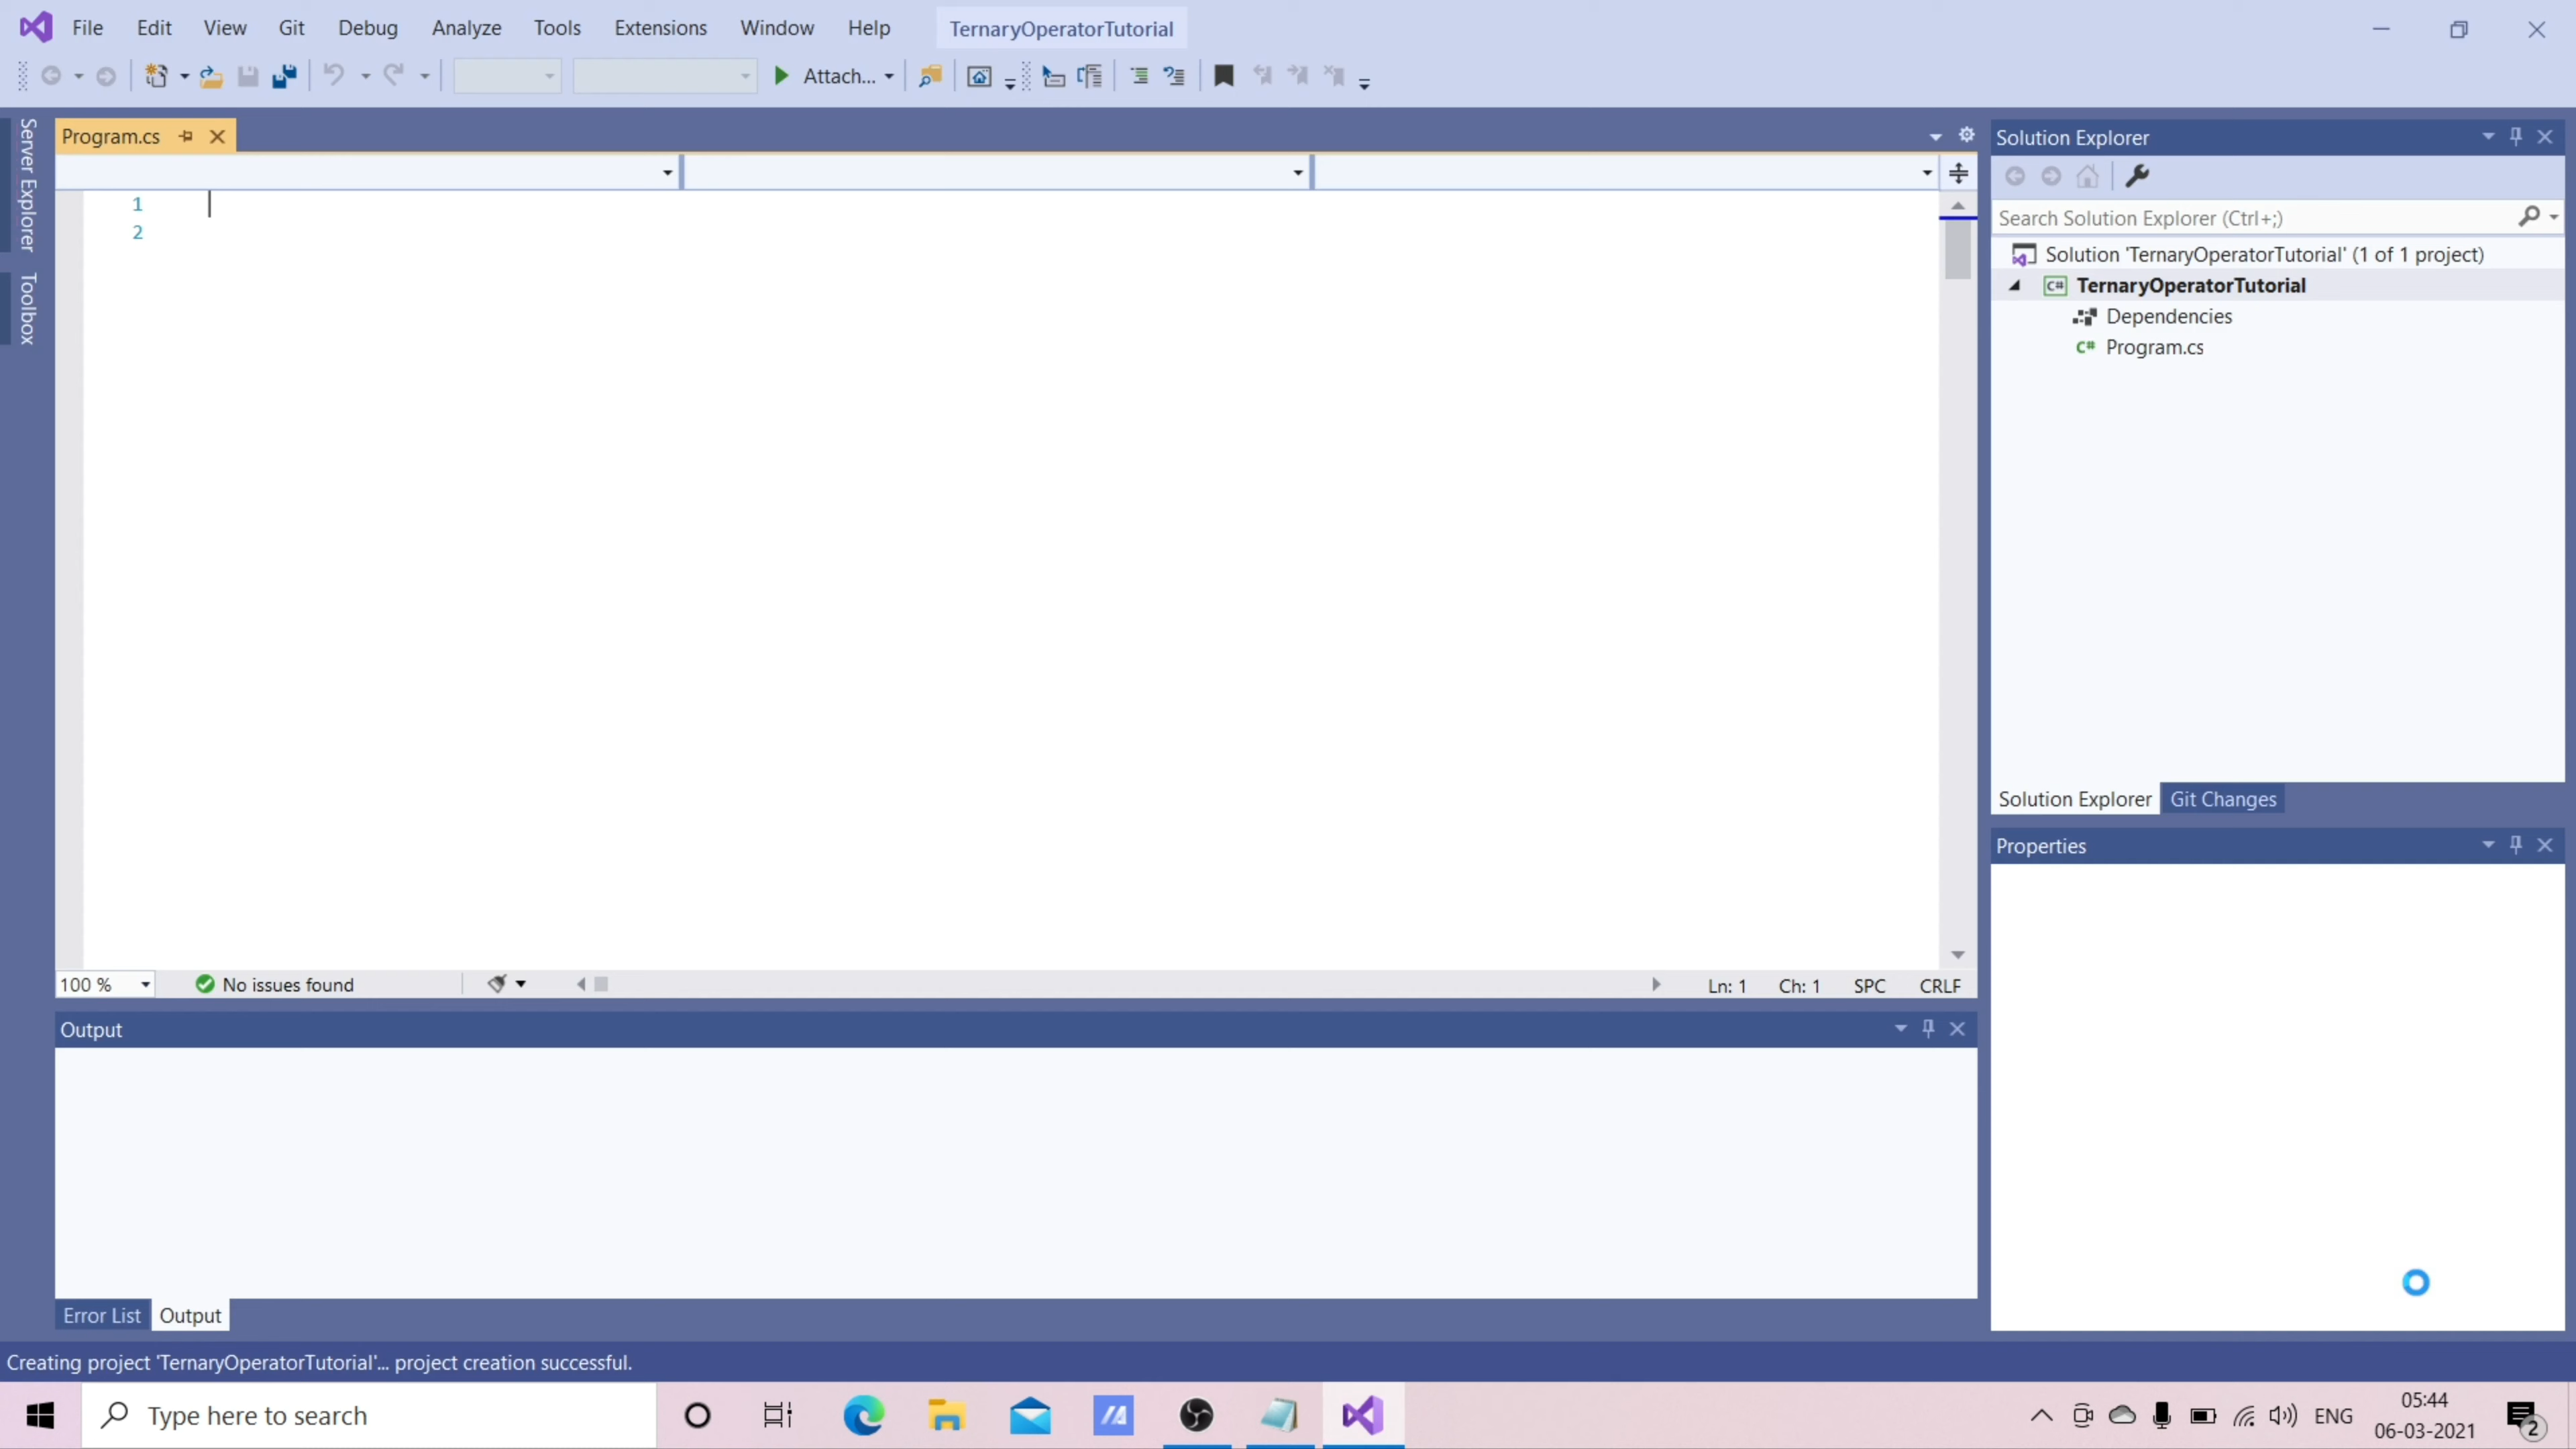 File Edit View Git Debug Analyze Tools Extensions Window Help TernaryOperatorTutorial
Attach...
Server Explorer
Toolbox
Program.cs
1
2
100 %
No issues found
Ln: 1 Ch: 1 SPC CRLF
Output
Error List Output
Solution Explorer
Search Solution Explorer (Ctrl+;)
Solution 'TernaryOperatorTutorial' (1 of 1 project)
C# TernaryOperatorTutorial
Dependencies
C# Program.cs
Solution Explorer Git Changes
Properties
Creating project 'TernaryOperatorTutorial'... project creation successful.
Type here to search
ENG
05:44
06-03-2021
2